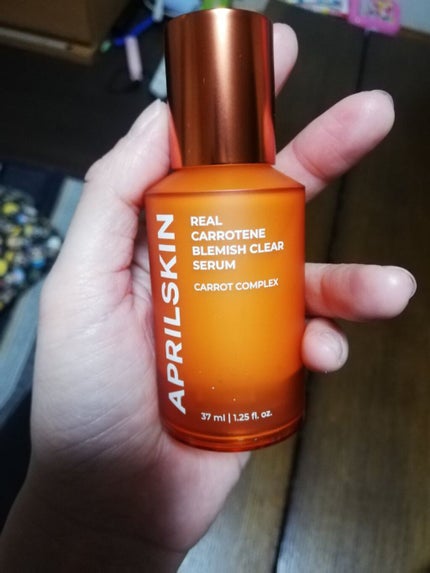 APRILSKIN
REAL
CARROTENE
BLEMISH CLEAR
SERUM
CARROT COMPLEX
37 ml | 1.25 fl. oz.